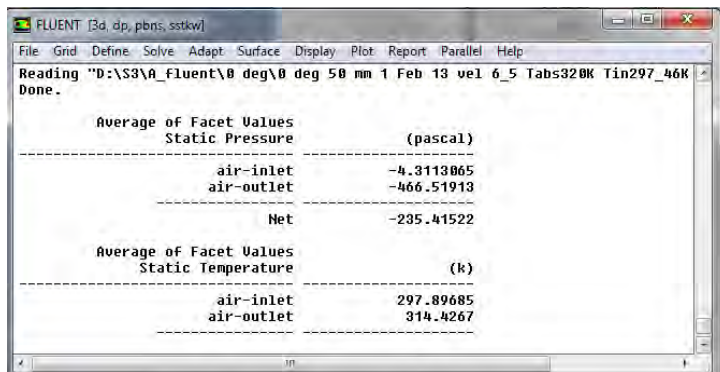 FLUENT [3d, dp, pbns, sstkw]
File Grid Define Solve Adapt Surface Display Plot Report Parallel Help
Reading "D:\S3\A_fluent\0 deg\0 deg 50 mm 1 Feb 13 vel 6_5 Tabs320K Tin297_46K
Done.
Average of Facet Values
Static Pressure (pascal)
-------------------------------- --------------------
air-inlet -4.3113065
air-outlet -466.51913
---------------- --------------------
Net -235.41522
Average of Facet Values
Static Temperature (k)
-------------------------------- --------------------
air-inlet 297.89685
air-outlet 314.4267
---------------- --------------------